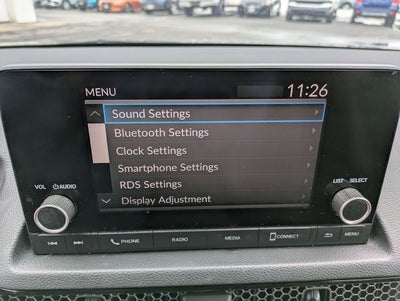 MENU 11:26
Sound Settings
Bluetooth Settings
Clock Settings
Smartphone Settings
RDS Settings
Display Adjustment
VOL AUDIO
LIST SELECT
PHONE RADIO MEDIA CONNECT MENU